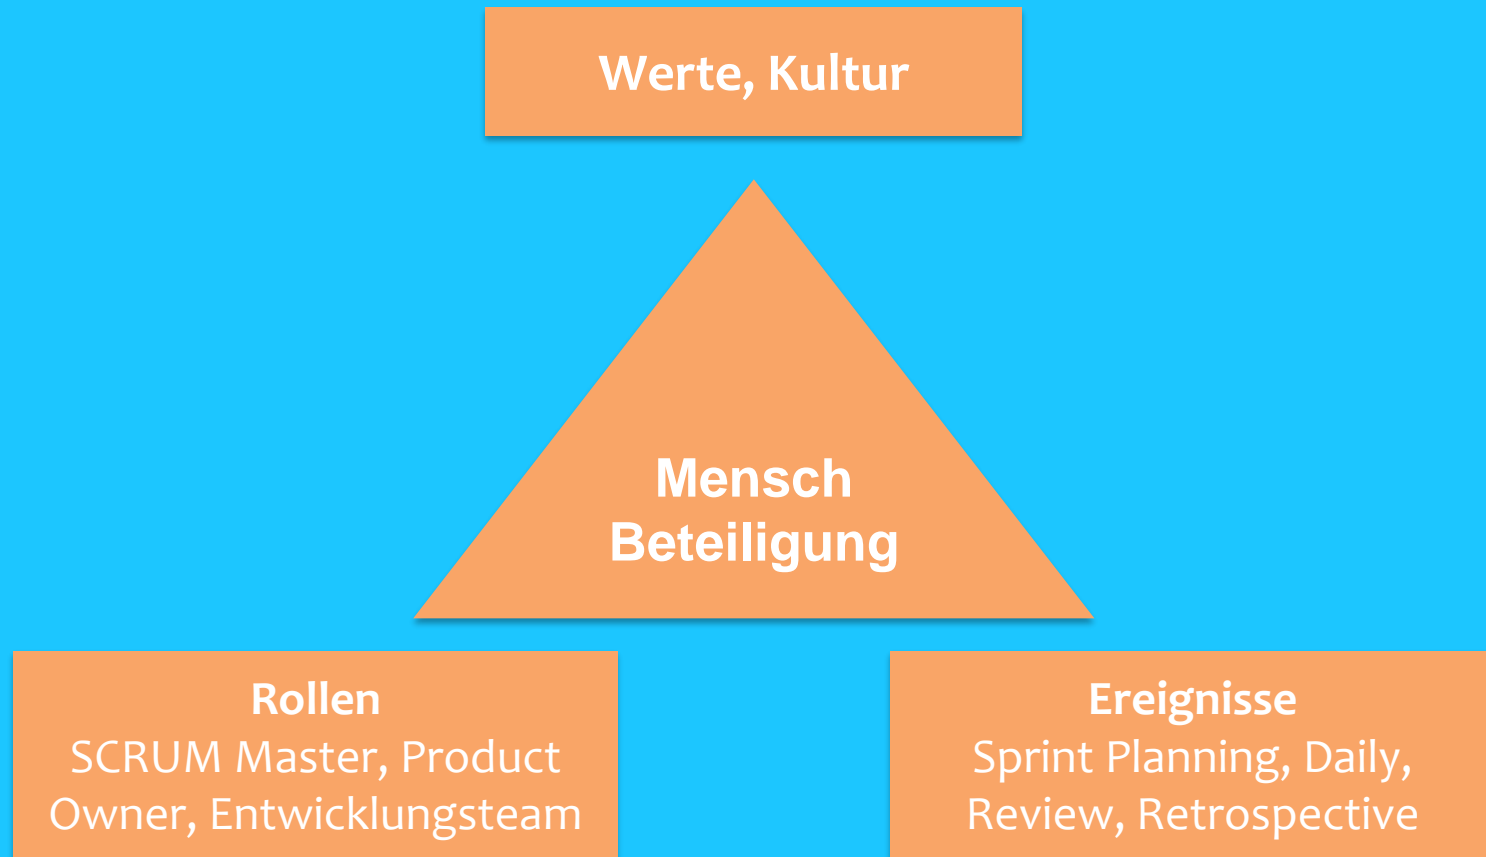 Werte, Kultur
Mensch
Beteiligung
Rollen
SCRUM Master, Product
Owner, Entwicklungsteam
Ereignisse
Sprint Planning, Daily,
Review, Retrospective